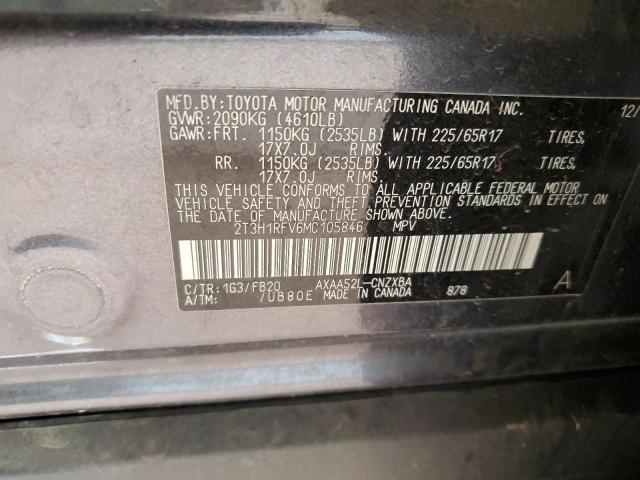 MFD.BY:TOYOTA MOTOR MANUFACTURING CANADA INC. 12/
GVWR:2090KG (4610LB)
GAWR:FRT. 1150KG (2535LB) WITH 225/65R17 TIRES,
17X7.0J RIMS.
RR. 1150KG (2535LB) WITH 225/65R17 TIRES,
17X7.0J RIMS.
THIS VEHICLE CONFORMS TO ALL APPLICABLE FEDERAL MOTOR
VEHICLE SAFETY AND THEFT PREVENTION STANDARDS IN EFFECT ON
THE DATE OF MANUFACTURE SHOWN ABOVE.
2T3H1RFV6MC105846 MPV
C/TR:1G3/FB20 AXAA52L-CNZXBA A
A/TM: /UB80E MADE IN CANADA 878